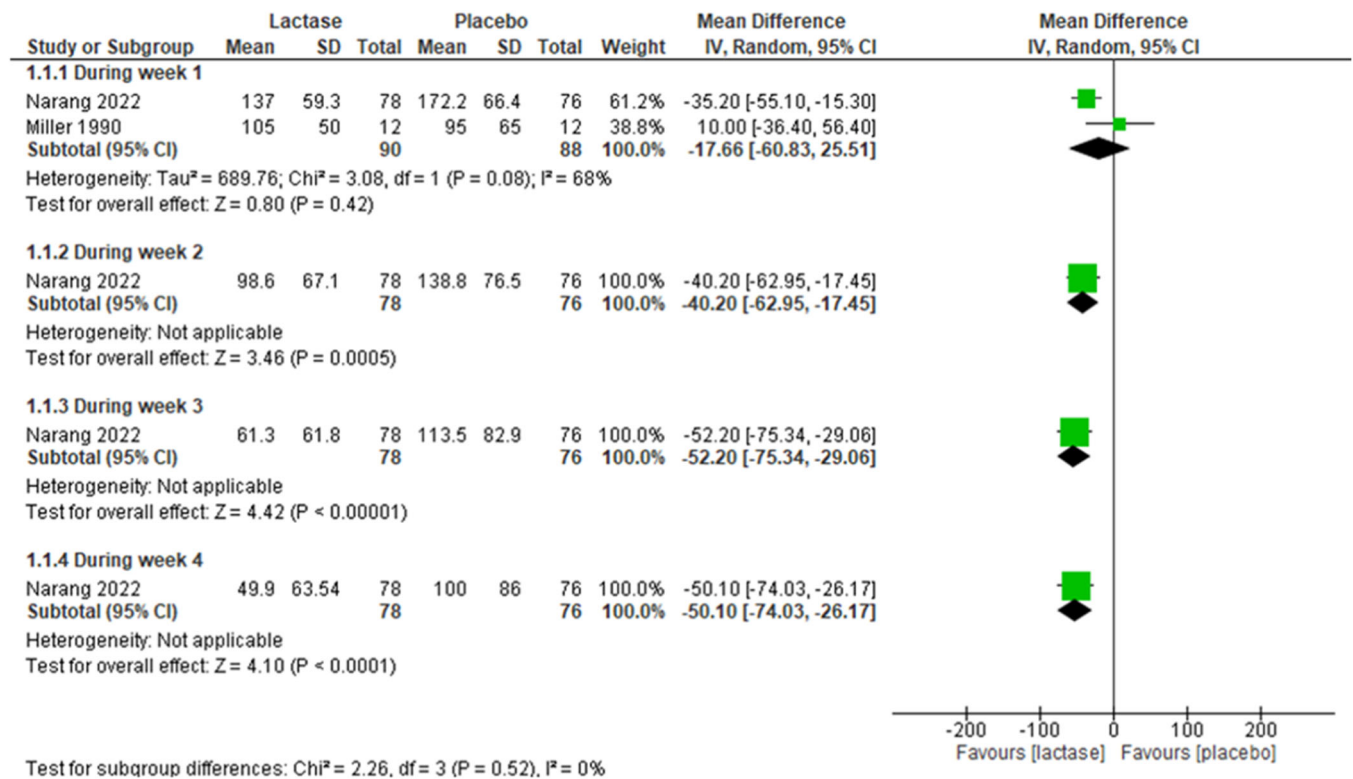 Lactase Placebo Mean Difference Mean Difference
Study or Subgroup Mean SD Total Mean SD Total Weight IV, Random, 95% CI IV, Random, 95% CI
1.1.1 During week 1
Narang 2022 137 59.3 78 172.2 66.4 76 61.2% -35.20 [-55.10, -15.30]
Miller 1990 105 50 12 95 65 12 38.8% 10.00 [-36.40, 56.40]
Subtotal (95% CI) 90 88 100.0% -17.66 [-60.83, 25.51]
Heterogeneity: Tau² = 689.76; Chi² = 3.08, df = 1 (P = 0.08); I² = 68%
Test for overall effect: Z = 0.80 (P = 0.42)
1.1.2 During week 2
Narang 2022 98.6 67.1 78 138.8 76.5 76 100.0% -40.20 [-62.95, -17.45]
Subtotal (95% CI) 78 76 100.0% -40.20 [-62.95, -17.45]
Heterogeneity: Not applicable
Test for overall effect: Z = 3.46 (P = 0.0005)
1.1.3 During week 3
Narang 2022 61.3 61.8 78 113.5 82.9 76 100.0% -52.20 [-75.34, -29.06]
Subtotal (95% CI) 78 76 100.0% -52.20 [-75.34, -29.06]
Heterogeneity: Not applicable
Test for overall effect: Z = 4.42 (P < 0.00001)
1.1.4 During week 4
Narang 2022 49.9 63.54 78 100 86 76 100.0% -50.10 [-74.03, -26.17]
Subtotal (95% CI) 78 76 100.0% -50.10 [-74.03, -26.17]
Heterogeneity: Not applicable
Test for overall effect: Z = 4.10 (P < 0.0001)
-200 -100 0 100 200
Favours [lactase] Favours [placebo]
Test for subgroup differences: Chi² = 2.26, df = 3 (P = 0.52), I² = 0%